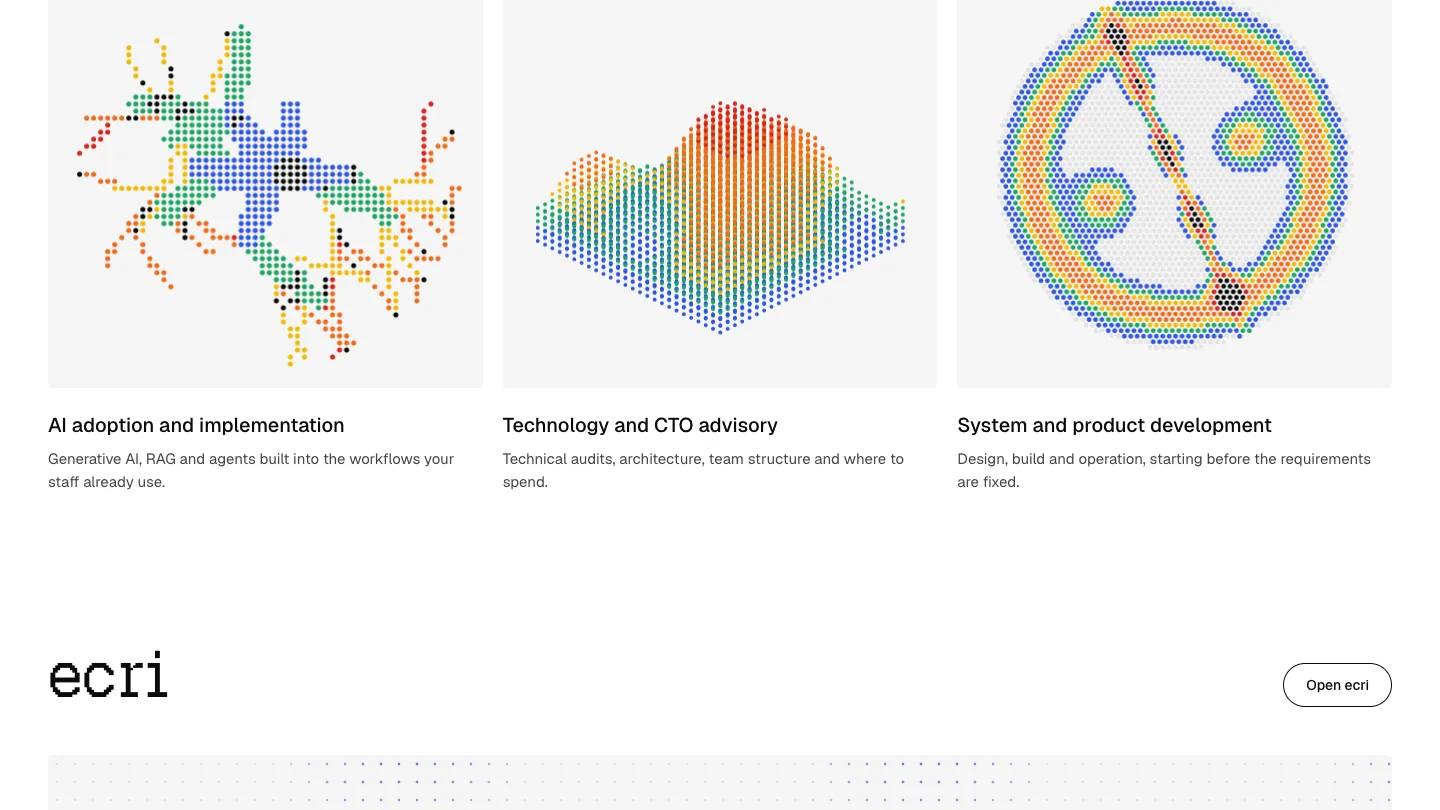 AI adoption and implementation
Generative AI, RAG and agents built into the workflows your
staff already use.
Technology and CTO advisory
Technical audits, architecture, team structure and where to
spend.
System and product development
Design, build and operation, starting before the requirements
are fixed.
ecri
Open ecri